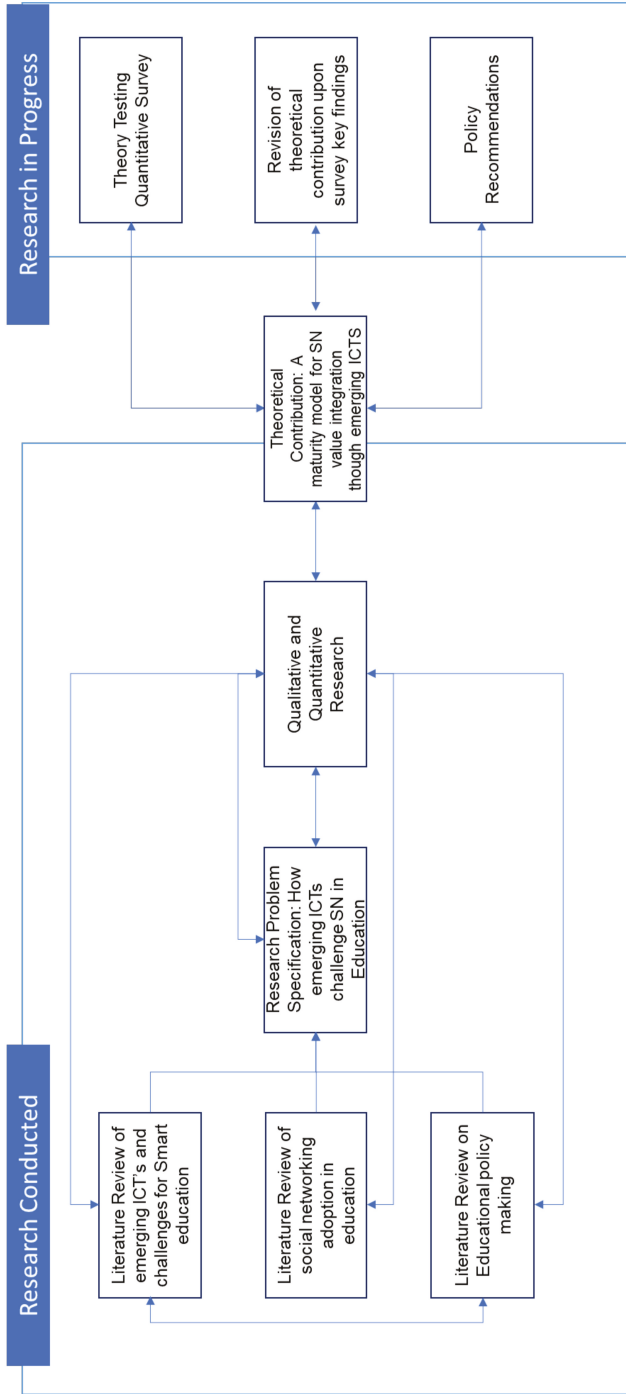 Research Conducted
Literature Review of
emerging ICT's and
challenges for Smart
education
Literature Review of
social networking
adoption in
education
Literature Review on
Educational policy
making
Research Problem
Specification: How
emerging ICTs
challenge SN in
Education
Qualitative and
Quantitative
Research
Theoretical
Contribution: A
maturity model for SN
value integration
though emerging ICTS
Research in Progress
Theory Testing
Quantitative Survey
Revision of
theoretical
contribution upon
survey key findings
Policy
Recommendations